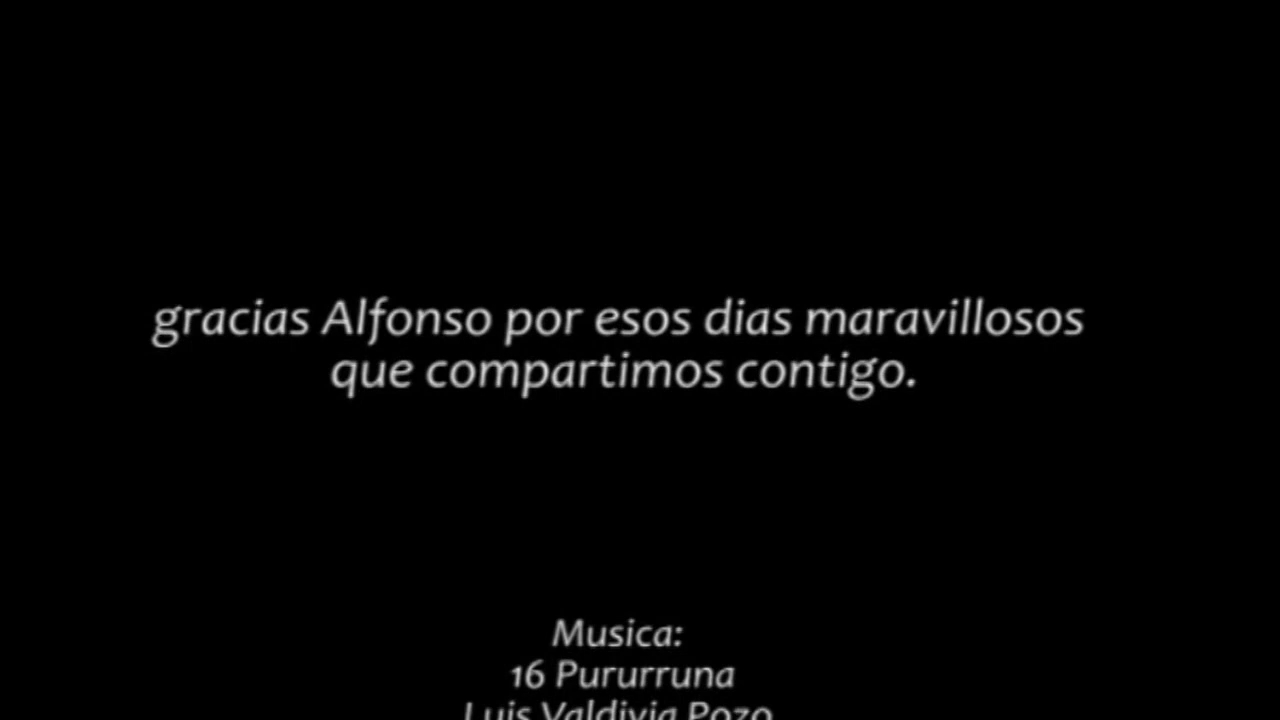 gracias Alfonso por esos dias maravillosos
que compartimos contigo.
Musica:
16 Pururruna
Luis Valdivia Pozo